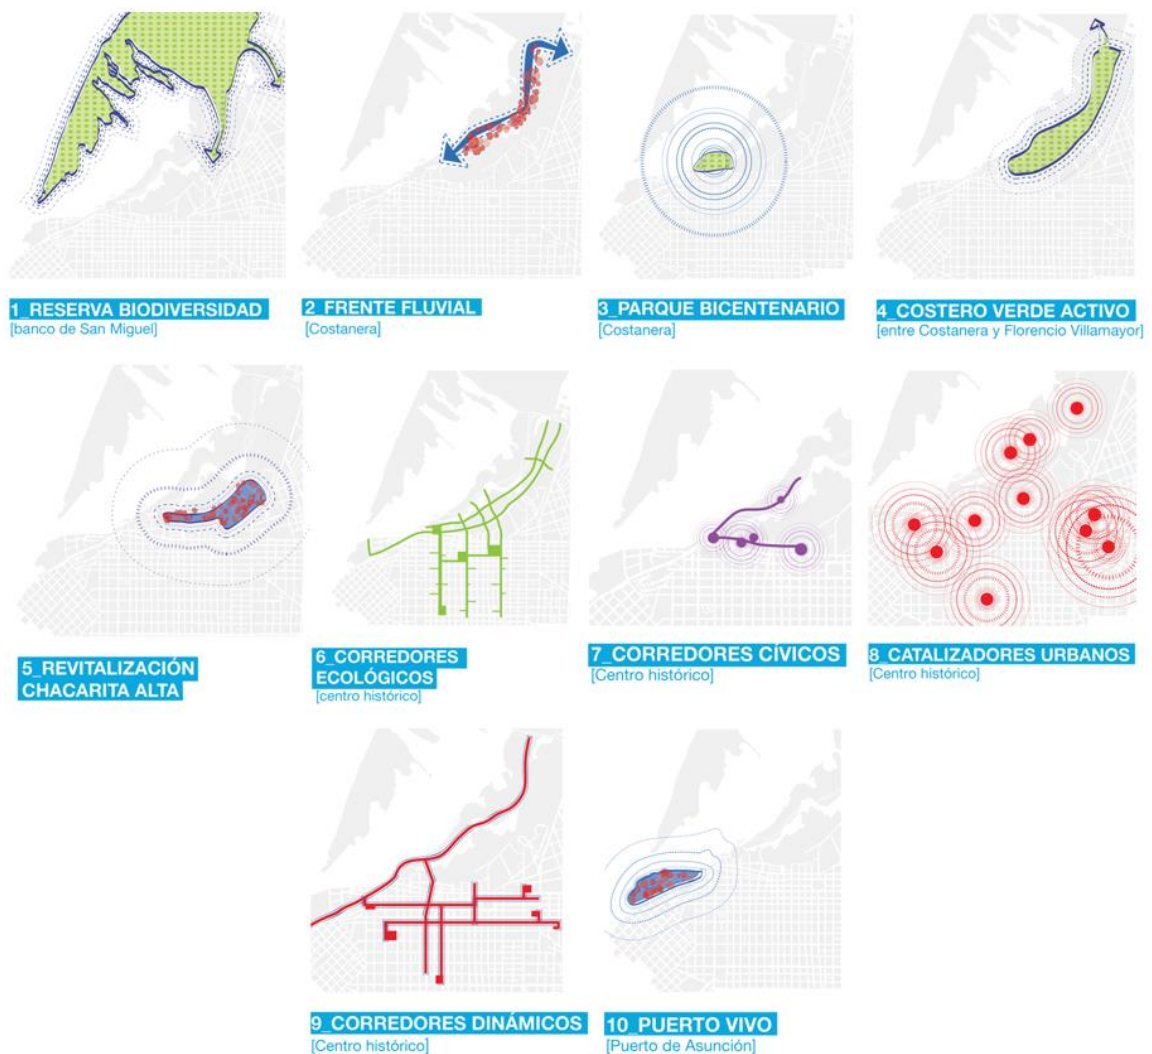 1_RESERVA BIODIVERSIDAD
[banco de San Miguel]
2_FRENTE FLUVIAL
[Costanera]
3_PARQUE BICENTENARIO
[Costanera]
4_COSTERO VERDE ACTIVO
[entre Costanera y Florencio Villamayor]
5_REVITALIZACIÓN
CHACARITA ALTA
6_CORREDORES
ECOLÓGICOS
[centro histórico]
7_CORREDORES CÍVICOS
[Centro histórico]
8_CATALIZADORES URBANOS
[Centro histórico]
9_CORREDORES DINÁMICOS
[Centro histórico]
10_PUERTO VIVO
[Puerto de Asunción]